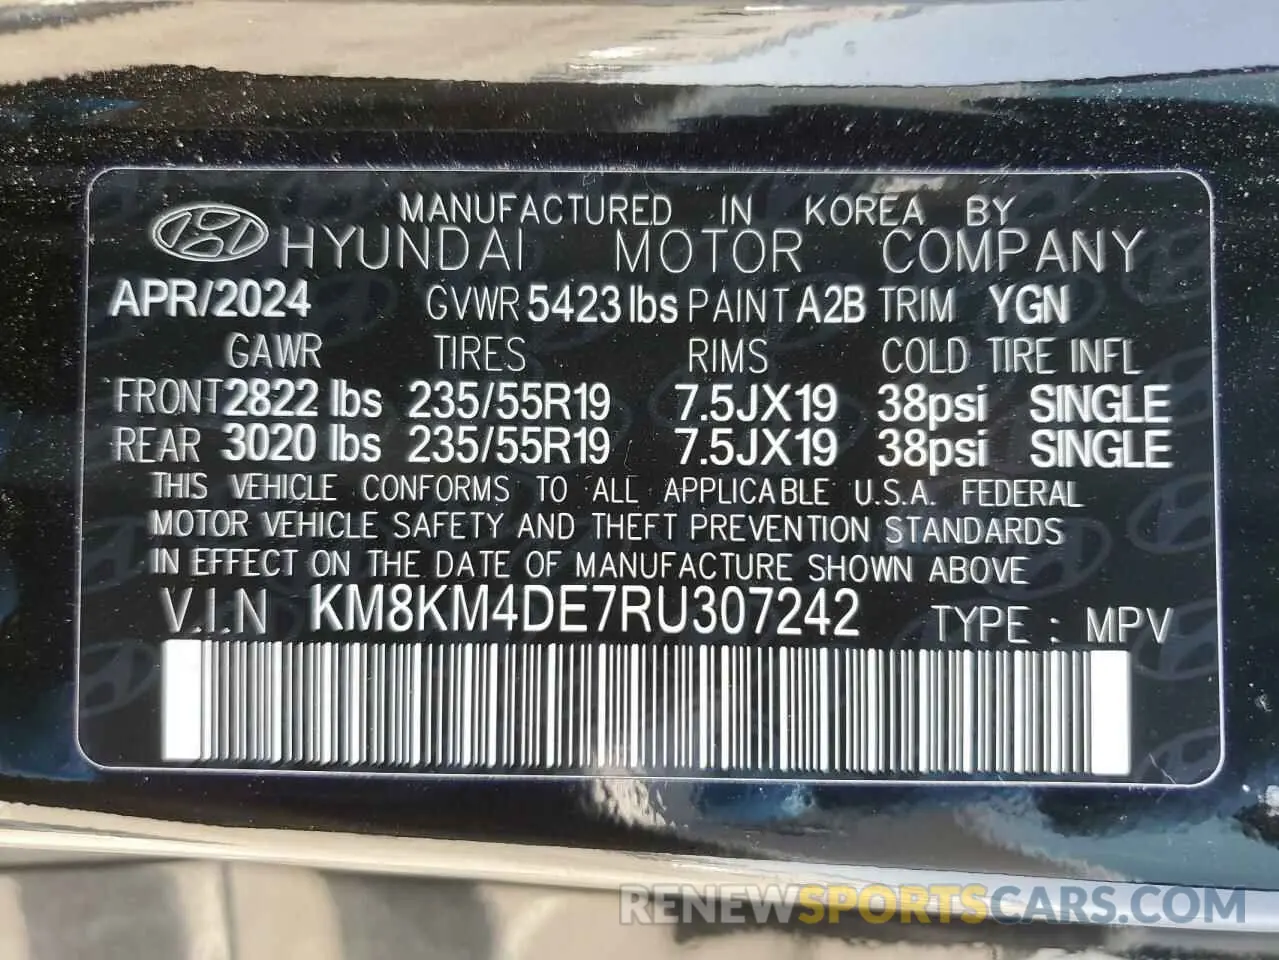 MANUFACTURED IN KOREA BY
HYUNDAI MOTOR COMPANY
APR/2024 GVWR 5423 lbs PAINT A2B TRIM YGN
GAWR TIRES RIMS COLD TIRE INFL
FRONT 2822 lbs 235/55R19 7.5JX19 38psi SINGLE
REAR 3020 lbs 235/55R19 7.5JX19 38psi SINGLE
THIS VEHICLE CONFORMS TO ALL APPLICABLE U.S.A. FEDERAL
MOTOR VEHICLE SAFETY AND THEFT PREVENTION STANDARDS
IN EFFECT ON THE DATE OF MANUFACTURE SHOWN ABOVE
V.I.N KM8KM4DE7RU307242 TYPE : MPV
RENEWSPORTSCARS.COM